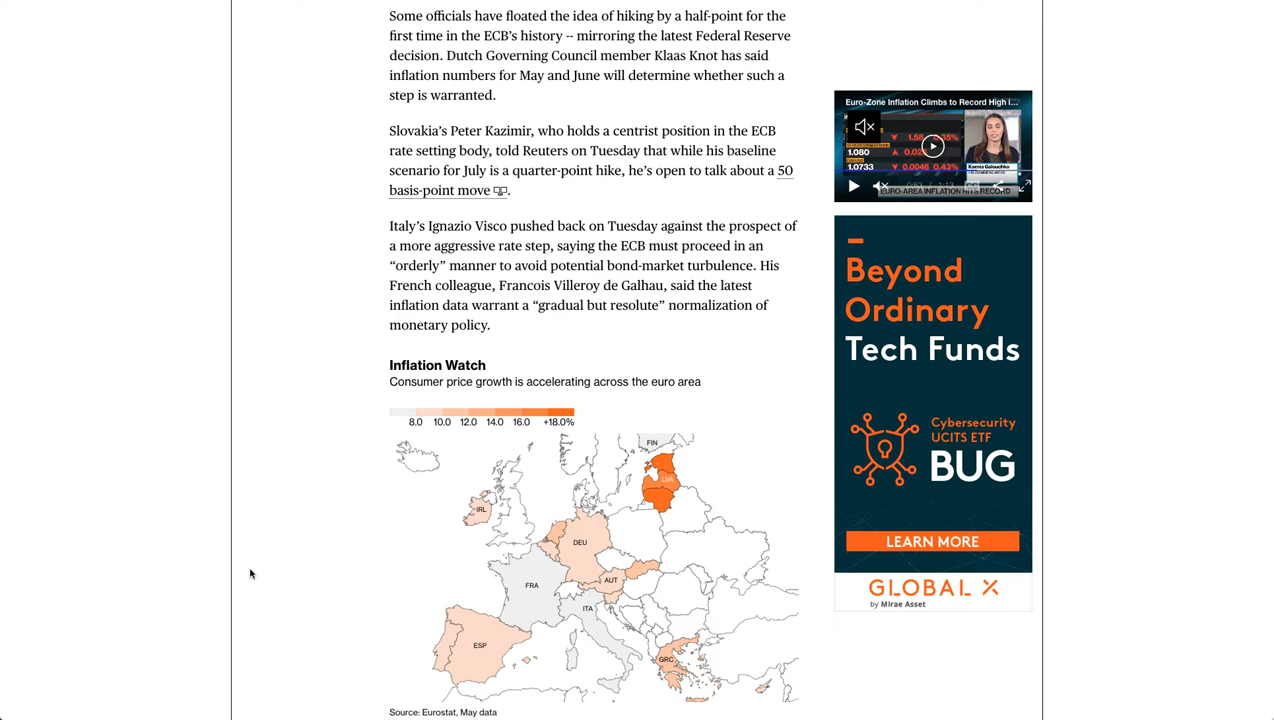 Some officials have floated the idea of hiking by a half-point for the
first time in the ECB’s history -- mirroring the latest Federal Reserve
decision. Dutch Governing Council member Klaas Knot has said
inflation numbers for May and June will determine whether such a
step is warranted.
Slovakia’s Peter Kazimir, who holds a centrist position in the ECB
rate setting body, told Reuters on Tuesday that while his baseline
scenario for July is a quarter-point hike, he’s open to talk about a 50
basis-point move.
Italy’s Ignazio Visco pushed back on Tuesday against the prospect of
a more aggressive rate step, saying the ECB must proceed in an
“orderly” manner to avoid potential bond-market turbulence. His
French colleague, Francois Villeroy de Galhau, said the latest
inflation data warrant a “gradual but resolute” normalization of
monetary policy.
Inflation Watch
Consumer price growth is accelerating across the euro area
8.0 10.0 12.0 14.0 16.0 +18.0%
FIN
LVA
IRL
DEU
FRA
AUT
ITA
ESP
GRC
Source: Eurostat, May data
Euro-Zone Inflation Climbs to Record High i...
1.58 0.35%
1.080
1.0733 0.0046 0.43%
Ksenia Galouchko
EURO-AREA INFLATION HITS RECORD
Beyond
Ordinary
Tech Funds
Cybersecurity
UCITS ETF
BUG
LEARN MORE
GLOBAL X
by Mirae Asset